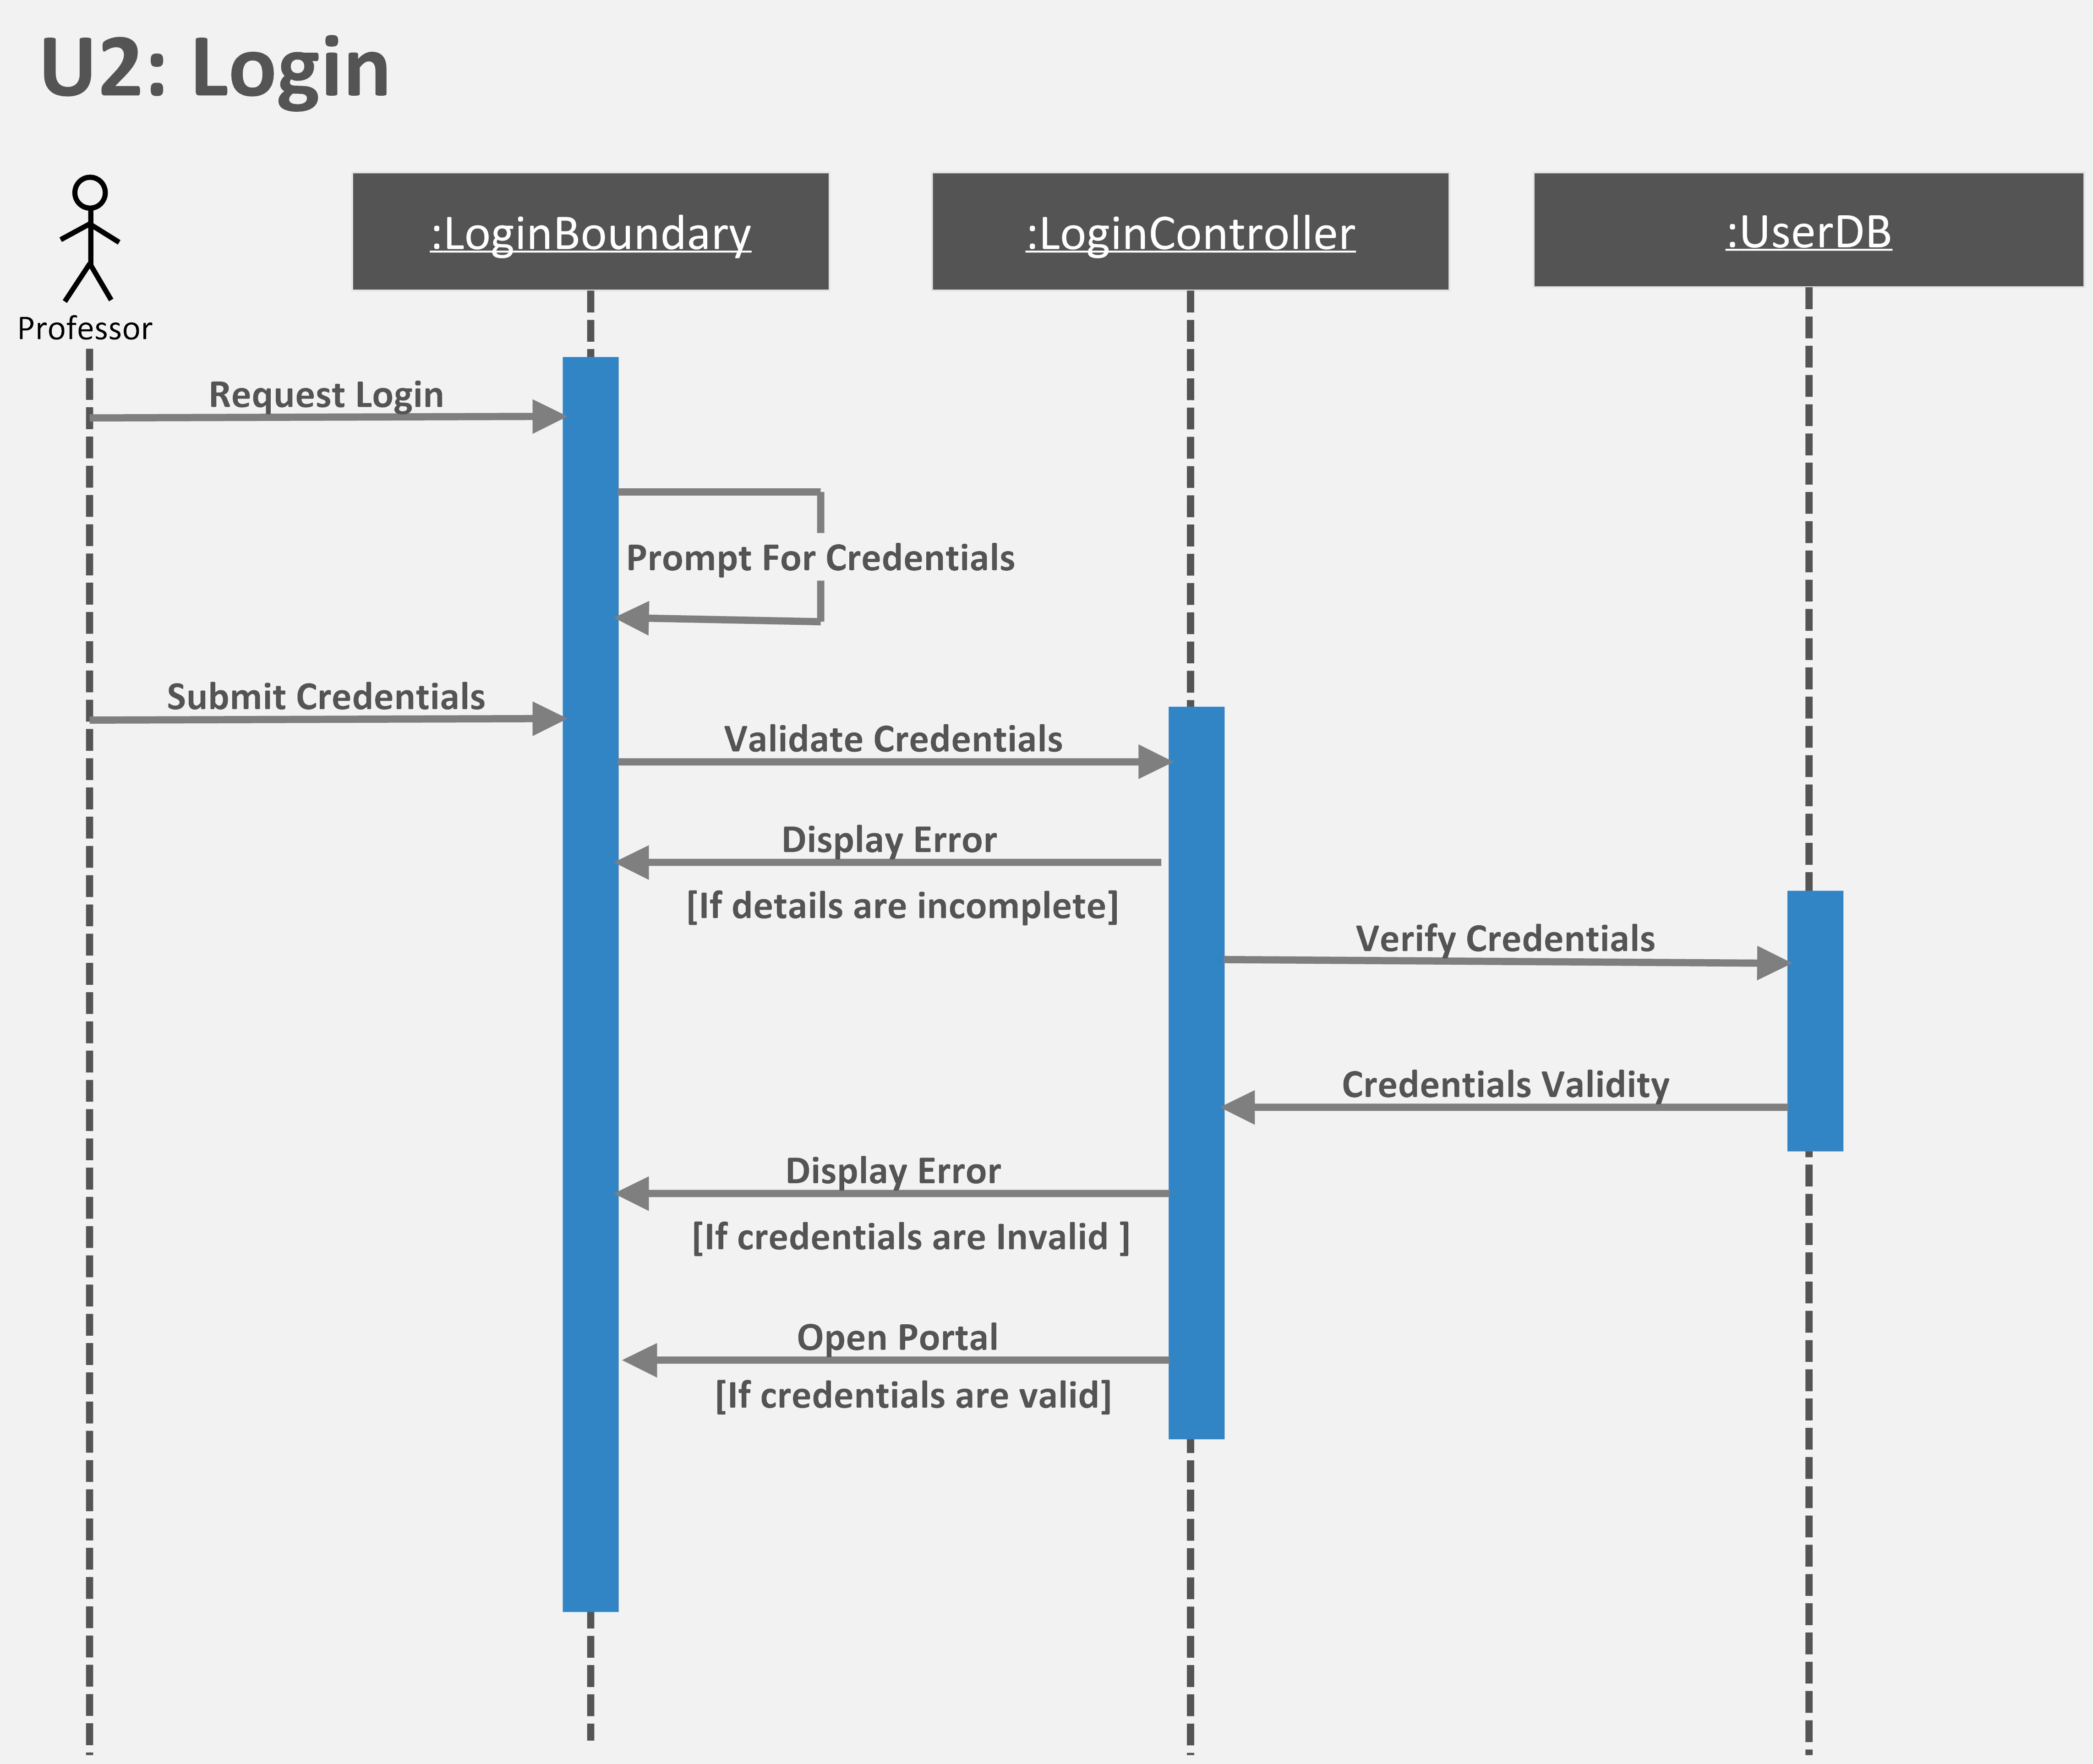 U2: Login
:LoginBoundary
:LoginController
:UserDB
Professor
Request Login
Prompt For Credentials
Submit Credentials
Validate Credentials
Display Error
[If details are incomplete]
Verify Credentials
Credentials Validity
Display Error
[If credentials are Invalid ]
Open Portal
[If credentials are valid]